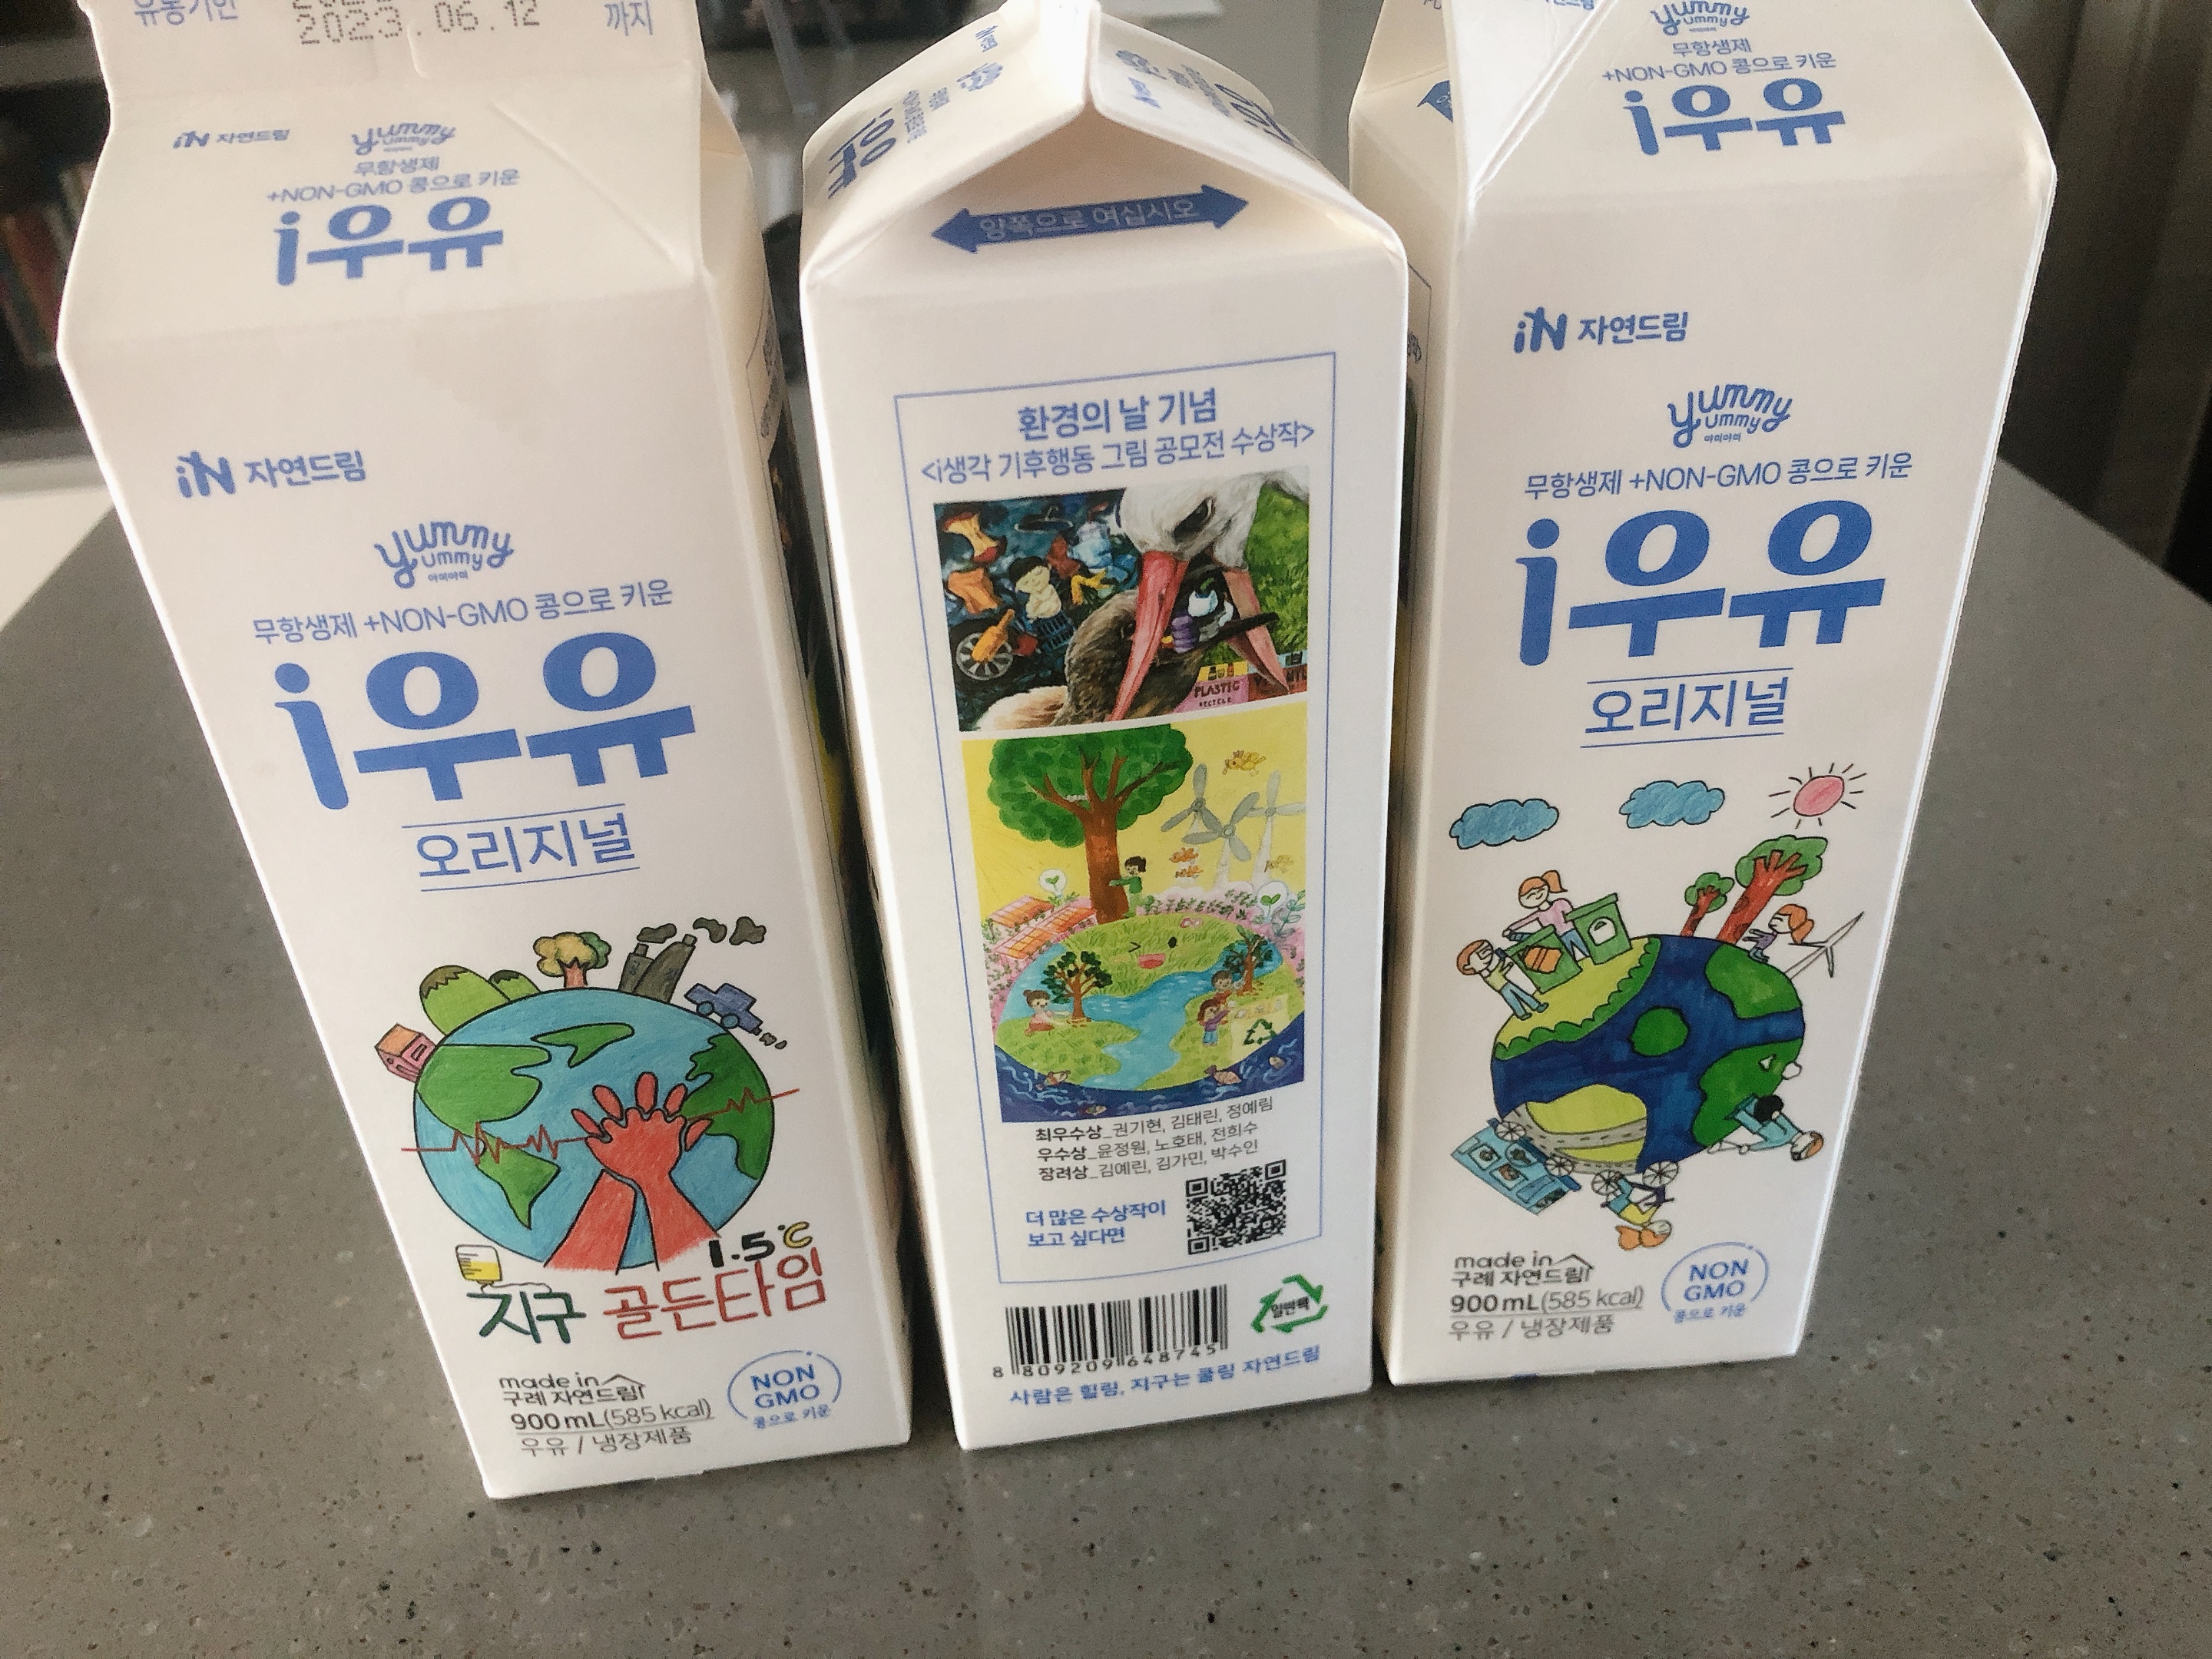 유통기한
2023.06.12
까지
iN 자연드림
yummy
ummy
무항생제
+NON-GMO 콩으로 키운
i우유
iN 자연드림
yummy
ummy
야미야미
무항생제 +NON-GMO 콩으로 키운
i우유
오리지널
1.5℃
지구 골든타임
made in
구례 자연드림
900mL(585 kcal)
우유 / 냉장제품
NON
GMO
콩으로 키운
i우유
양쪽으로 여십시오
환경의 날 기념
<i생각 기후행동 그림 공모전 수상작>
PLASTIC
RECYCLE
최우수상_권기현, 김태린, 정예림
우수상_윤정원, 노호태, 전희수
장려상_김예린, 김가민, 박수인
더 많은 수상작이
보고 싶다면
8 809209 648745
일반팩
사람은 힐링, 지구는 쿨링 자연드림
yummy
ummy
무항생제
+NON-GMO 콩으로 키운
i우유
iN 자연드림
yummy
ummy
야미야미
무항생제 +NON-GMO 콩으로 키운
i우유
오리지널
made in
구례 자연드림
900mL(585 kcal)
우유 / 냉장제품
NON
GMO
콩으로 키운